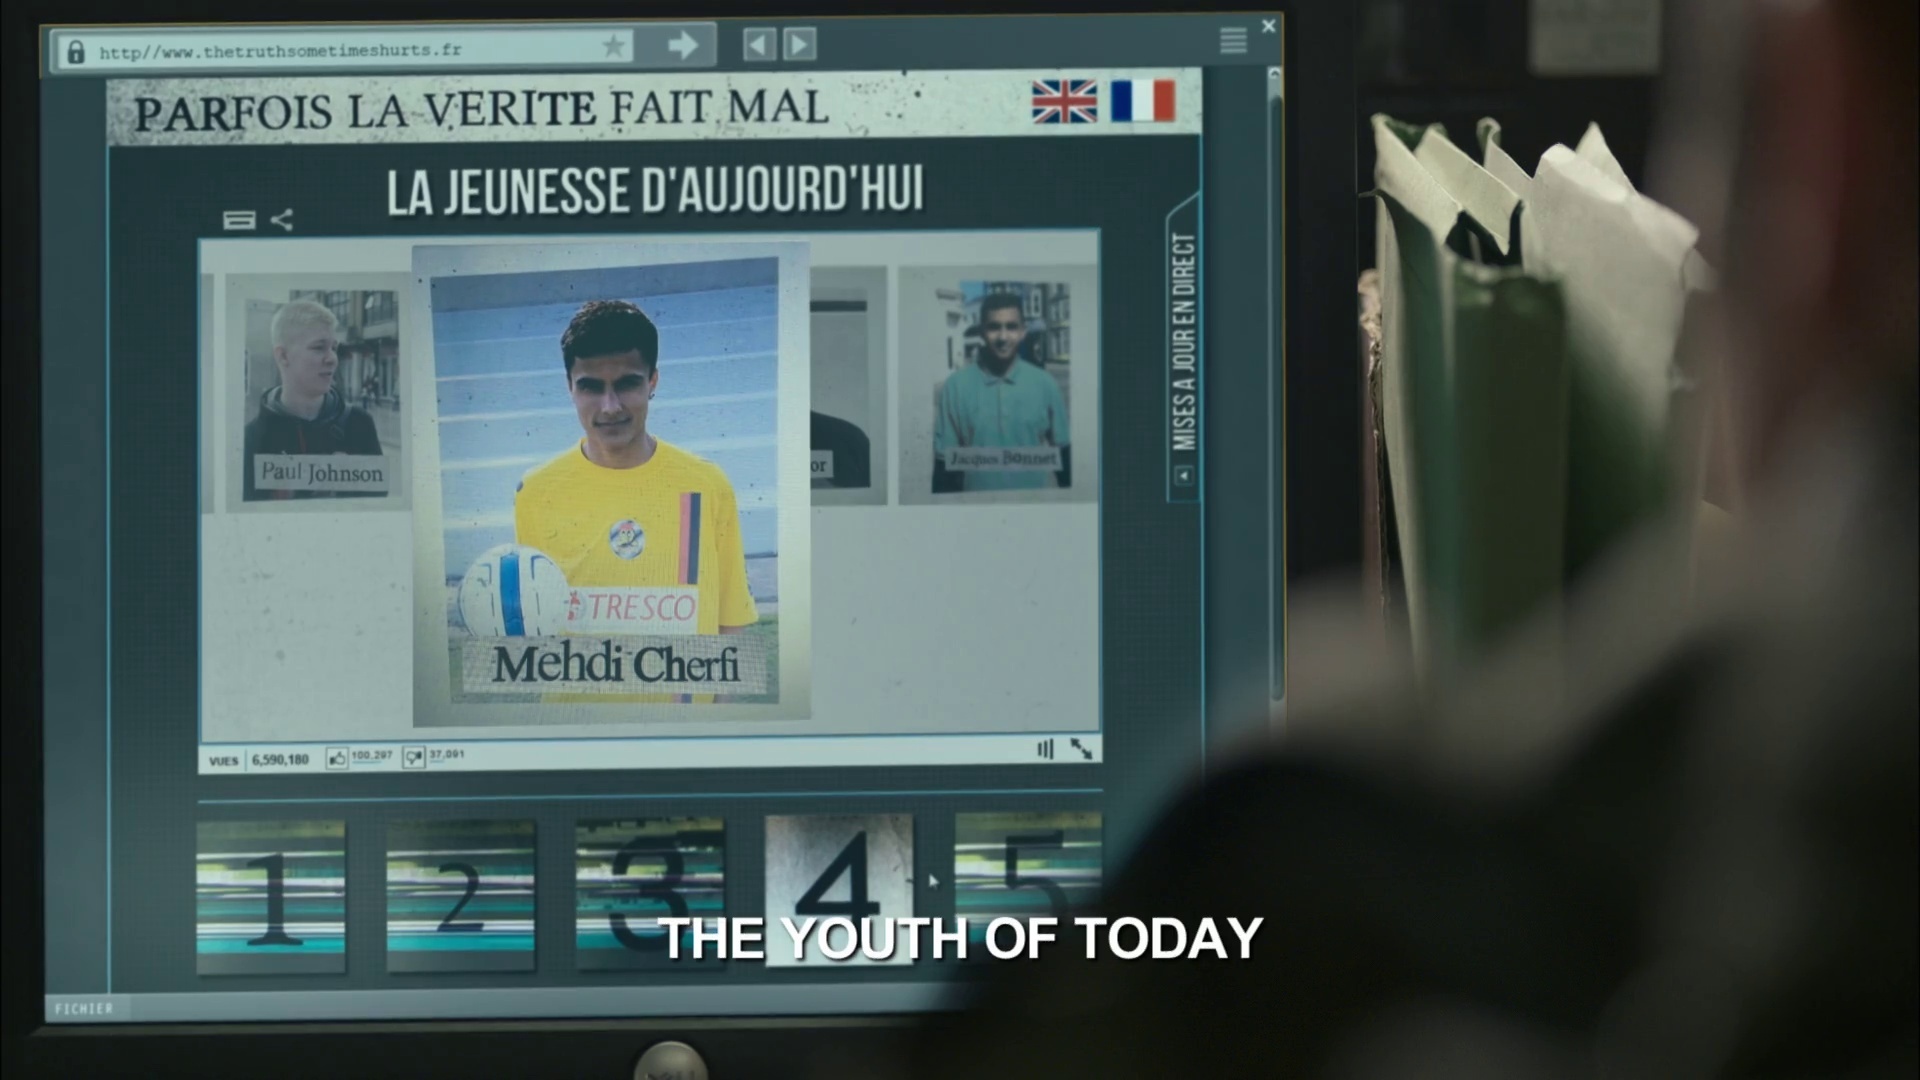 http//www.thetruthsometimeshurts.fr
PARFOIS LA VERITE FAIT MAL
LA JEUNESSE D'AUJOURD'HUI
MISES A JOUR EN DIRECT
Paul Johnson
TRESCO
Mehdi Cherfi
or
Jacques Bonnet
VUES 6,590,180 100,297 37,091
1 2 3 4 5
THE YOUTH OF TODAY
FICHIER